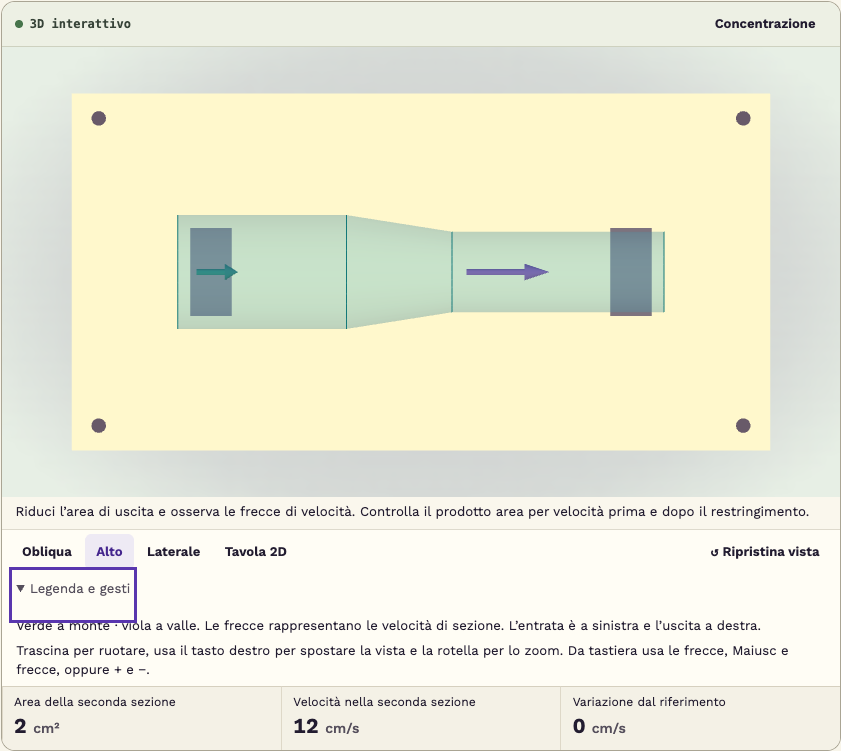 3D interattivo
Concentrazione
Riduci l’area di uscita e osserva le frecce di velocità. Controlla il prodotto area per velocità prima e dopo il restringimento.
Obliqua Alto Laterale Tavola 2D ↺ Ripristina vista
▼ Legenda e gesti
Verde a monte · viola a valle. Le frecce rappresentano le velocità di sezione. L’entrata è a sinistra e l’uscita a destra.
Trascina per ruotare, usa il tasto destro per spostare la vista e la rotella per lo zoom. Da tastiera usa le frecce, Maiusc e
frecce, oppure + e −.
Area della seconda sezione
2 cm²
Velocità nella seconda sezione
12 cm/s
Variazione dal riferimento
0 cm/s